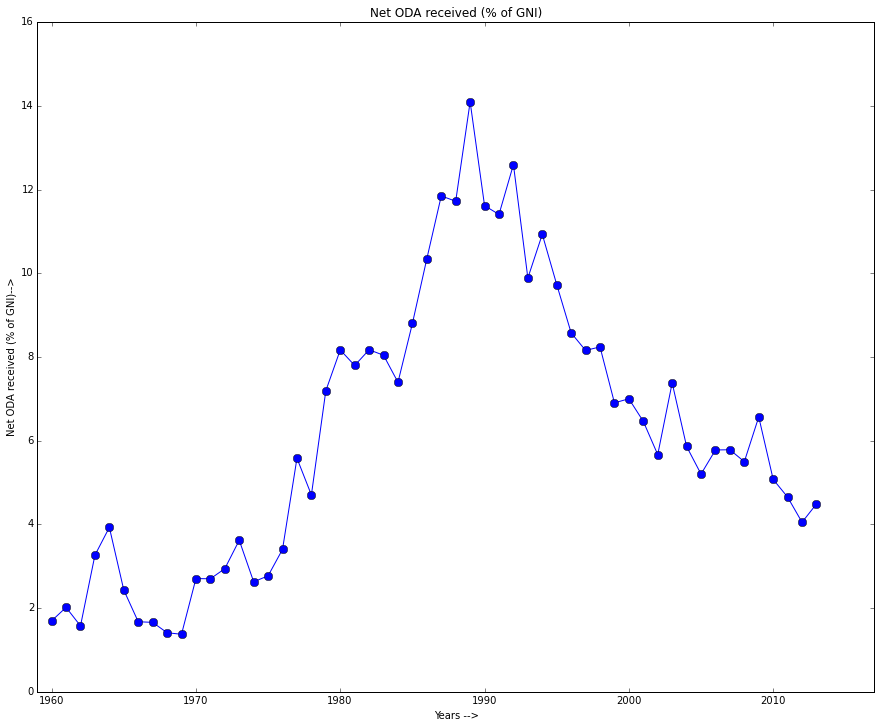 Net ODA received (% of GNI)
16
14
12
10
8
6
4
2
0
Net ODA received (% of GNI)-->
1960 1970 1980 1990 2000 2010
Years -->